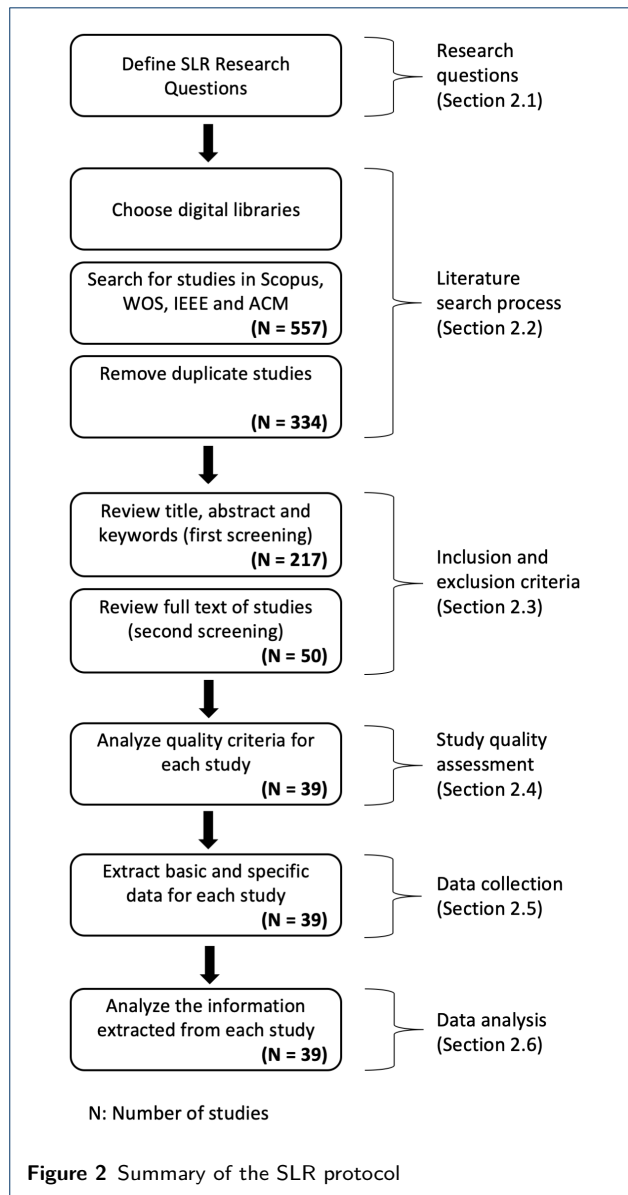 Define SLR Research
Questions
Research
questions
(Section 2.1)
Choose digital libraries
Search for studies in Scopus,
WOS, IEEE and ACM
(N = 557)
Remove duplicate studies
(N = 334)
Literature
search process
(Section 2.2)
Review title, abstract and
keywords (first screening)
(N = 217)
Review full text of studies
(second screening)
(N = 50)
Inclusion and
exclusion criteria
(Section 2.3)
Analyze quality criteria for
each study
(N = 39)
Study quality
assessment
(Section 2.4)
Extract basic and specific
data for each study
(N = 39)
Data collection
(Section 2.5)
Analyze the information
extracted from each study
(N = 39)
Data analysis
(Section 2.6)
N: Number of studies
Figure 2 Summary of the SLR protocol